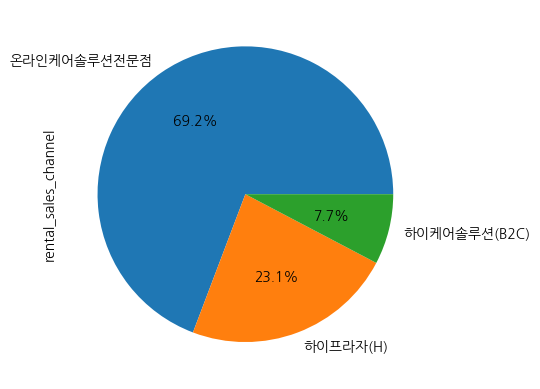 온라인케어솔루션전문점
69.2%
rental_sales_channel
7.7%
하이케어솔루션(B2C)
23.1%
하이프라자(H)